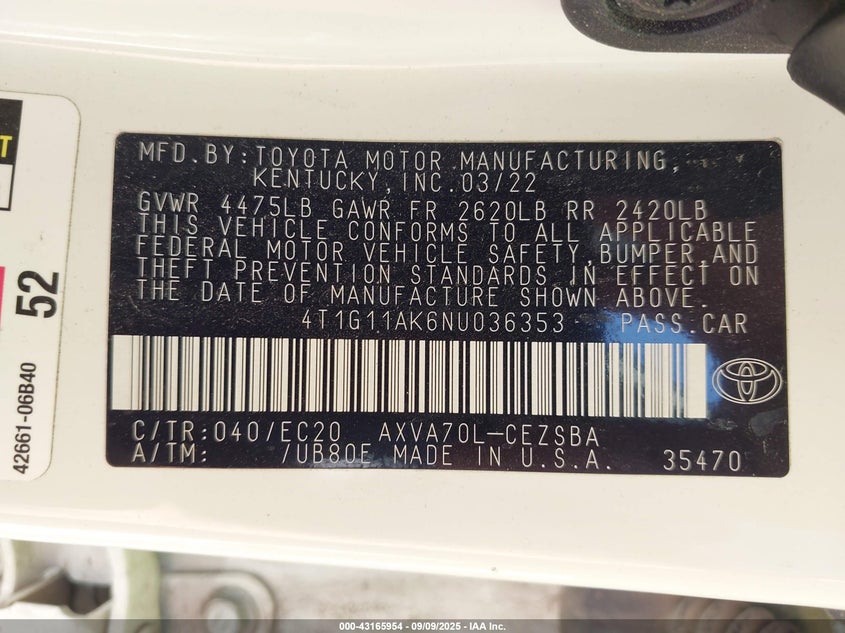 MFD.BY:TOYOTA MOTOR MANUFACTURING,
KENTUCKY,INC.03/22
GVWR 4475LB GAWR FR 2620LB RR 2420LB
THIS VEHICLE CONFORMS TO ALL APPLICABLE
FEDERAL MOTOR VEHICLE SAFETY,BUMPER,AND
THEFT PREVENTION STANDARDS IN EFFECT ON
THE DATE OF MANUFACTURE SHOWN ABOVE.
4T1G11AK6NU036353 PASS.CAR
C/TR:040/EC20 AXVA70L-CEZSBA
A/TM: /UB80E MADE IN U.S.A. 35470
T
52
42661-06B40
000-43165954 - 09/09/2025 - IAA Inc.